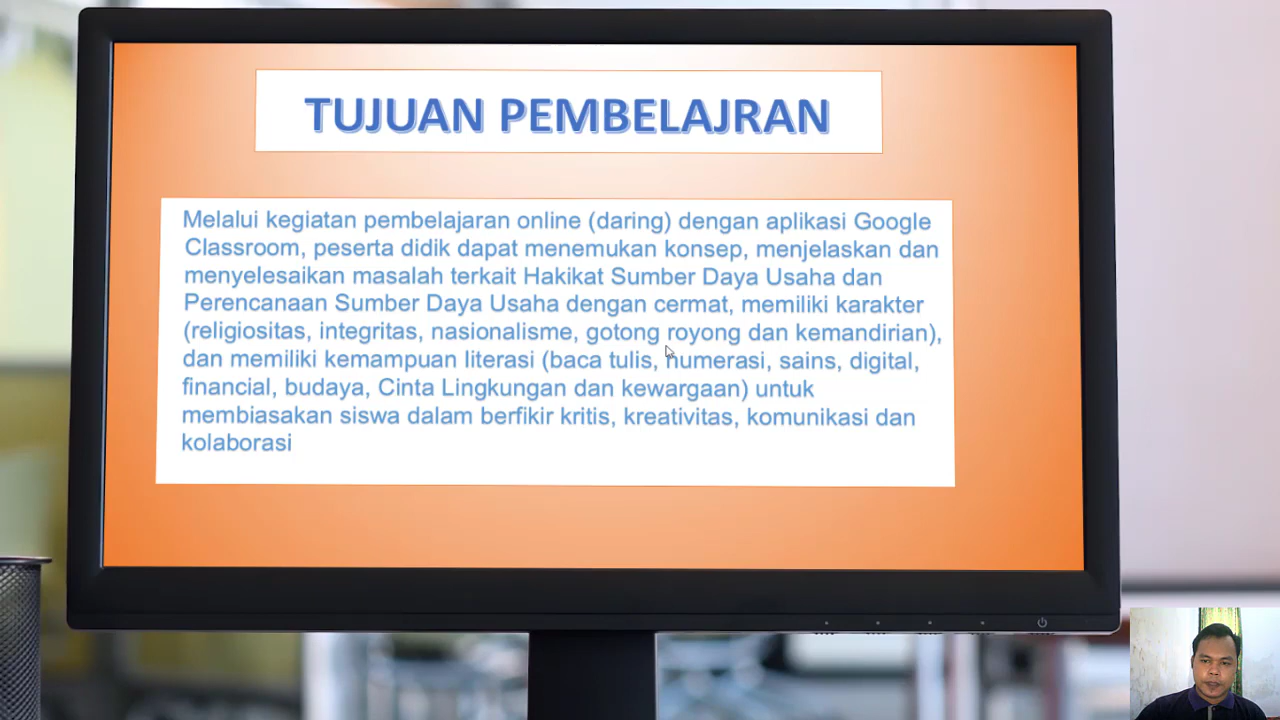 TUJUAN PEMBELAJRAN
Melalui kegiatan pembelajaran online (daring) dengan aplikasi Google
Classroom, peserta didik dapat menemukan konsep, menjelaskan dan
menyelesaikan masalah terkait Hakikat Sumber Daya Usaha dan
Perencanaan Sumber Daya Usaha dengan cermat, memiliki karakter
(religiositas, integritas, nasionalisme, gotong royong dan kemandirian),
dan memiliki kemampuan literasi (baca tulis, numerasi, sains, digital,
financial, budaya, Cinta Lingkungan dan kewargaan) untuk
membiasakan siswa dalam berfikir kritis, kreativitas, komunikasi dan
kolaborasi